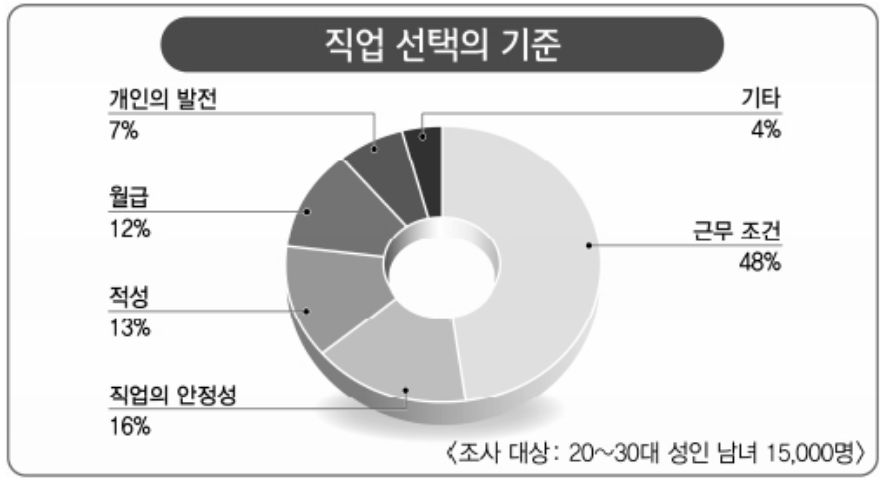 직업 선택의 기준
개인의 발전
7%
기타
4%
월급
12%
근무 조건
48%
적성
13%
직업의 안정성
16%
〈조사 대상: 20～30대 성인 남녀 15,000명〉